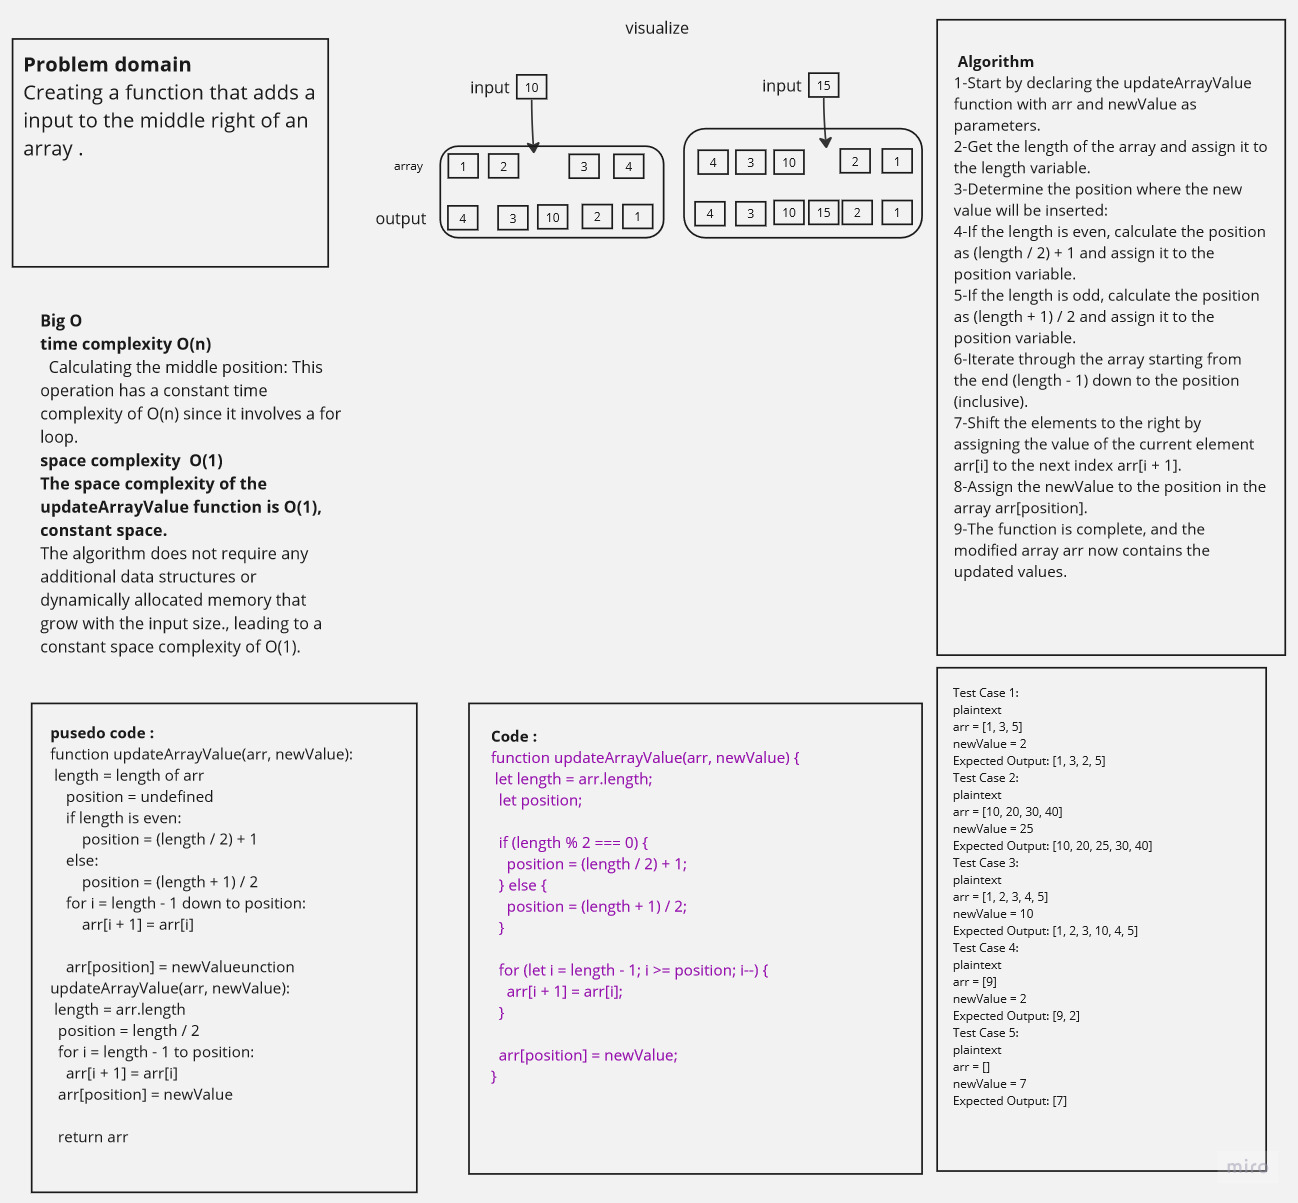 visualize
Problem domain
Creating a function that adds a
input to the middle right of an
array .
input 10
array 1 2 3 4
output 4 3 10 2 1
input 15
4 3 10 2 1
4 3 10 15 2 1
Algorithm
1-Start by declaring the updateArrayValue
function with arr and newValue as
parameters.
2-Get the length of the array and assign it to
the length variable.
3-Determine the position where the new
value will be inserted:
4-If the length is even, calculate the position
as (length / 2) + 1 and assign it to the
position variable.
5-If the length is odd, calculate the position
as (length + 1) / 2 and assign it to the
position variable.
6-Iterate through the array starting from
the end (length - 1) down to the position
(inclusive).
7-Shift the elements to the right by
assigning the value of the current element
arr[i] to the next index arr[i + 1].
8-Assign the newValue to the position in the
array arr[position].
9-The function is complete, and the
modified array arr now contains the
updated values.
Big O
time complexity O(n)
Calculating the middle position: This
operation has a constant time
complexity of O(n) since it involves a for
loop.
space complexity O(1)
The space complexity of the
updateArrayValue function is O(1),
constant space.
The algorithm does not require any
additional data structures or
dynamically allocated memory that
grow with the input size., leading to a
constant space complexity of O(1).
pusedo code :
function updateArrayValue(arr, newValue):
length = length of arr
position = undefined
if length is even:
position = (length / 2) + 1
else:
position = (length + 1) / 2
for i = length - 1 down to position:
arr[i + 1] = arr[i]
arr[position] = newValueunction
updateArrayValue(arr, newValue):
length = arr.length
position = length / 2
for i = length - 1 to position:
arr[i + 1] = arr[i]
arr[position] = newValue
return arr
Code :
function updateArrayValue(arr, newValue) {
let length = arr.length;
let position;
if (length % 2 === 0) {
position = (length / 2) + 1;
} else {
position = (length + 1) / 2;
}
for (let i = length - 1; i >= position; i--) {
arr[i + 1] = arr[i];
}
arr[position] = newValue;
}
Test Case 1:
plaintext
arr = [1, 3, 5]
newValue = 2
Expected Output: [1, 3, 2, 5]
Test Case 2:
plaintext
arr = [10, 20, 30, 40]
newValue = 25
Expected Output: [10, 20, 25, 30, 40]
Test Case 3:
plaintext
arr = [1, 2, 3, 4, 5]
newValue = 10
Expected Output: [1, 2, 3, 10, 4, 5]
Test Case 4:
plaintext
arr = [9]
newValue = 2
Expected Output: [9, 2]
Test Case 5:
plaintext
arr = []
newValue = 7
Expected Output: [7]
miro